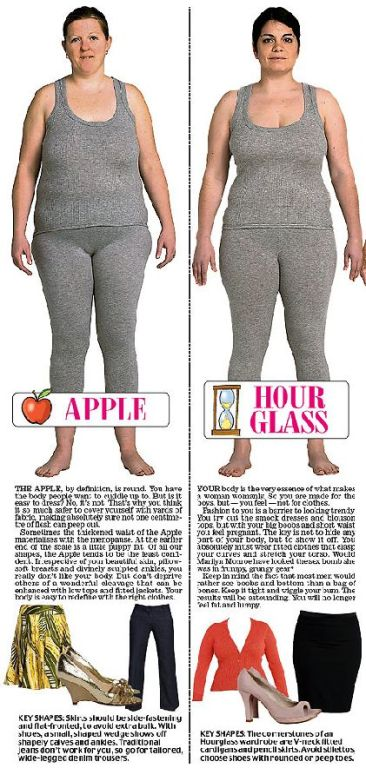 APPLE
THE APPLE, by definition, is round. You have
the body people want to cuddle up to. But is it
easy to dress? No, it's not. That's why you think
it so much safer to cover yourself with yards of
fabric, making absolutely sure not one centime-
tre of flesh can peep out.
Sometimes the thickened waist of the Apple
materialises with the menopause. At the earlier
end of the scale is a little puppy fat. Of all our
shapes, the Apple tends to be the least confi-
dent. Irrespective of your beautiful skin, pillow-
soft breasts and divinely sculpted ankles, you
really don't like your body. But don't deprive
others of a wonderful cleavage that can be
enhanced with low tops and fitted jackets. Your
body is easy to redefine with the right clothes.
KEY SHAPES: Skirts should be side-fastening
and flat-fronted, to avoid extra bulk. With
shoes, a small, shaped wedge shows off
shapely calves and ankles. Traditional
jeans don't work for you, so go for tailored,
wide-legged denim trousers.
HOUR
GLASS
YOUR body is the very essence of what makes
a woman womanly. So you are made for the
boys, but — you feel — not for clothes.
Fashion to you is a barrier to looking trendy.
You try out the smock dresses and blouson
tops, but with your big boobs and short waist
you feel pregnant. The key is not to hide any
part of your body, but to show it off. You
absolutely must wear fitted clothes that clasp
your curves and stretch your torso. Would
Marilyn Monroe have looked the sex bomb she
was in frumpy, grungy gear?
Keep in mind the fact that most men would
rather see boobs and bottom than a bag of
bones. Keep it tight and wiggle your bum. The
results will be astounding. You will no longer
feel fat and lumpy.
KEY SHAPES: The cornerstones of an
Hourglass wardrobe are V-neck fitted
cardigans and pencil skirts. Avoid stilettos,
choose shoes with rounded or peep toes.